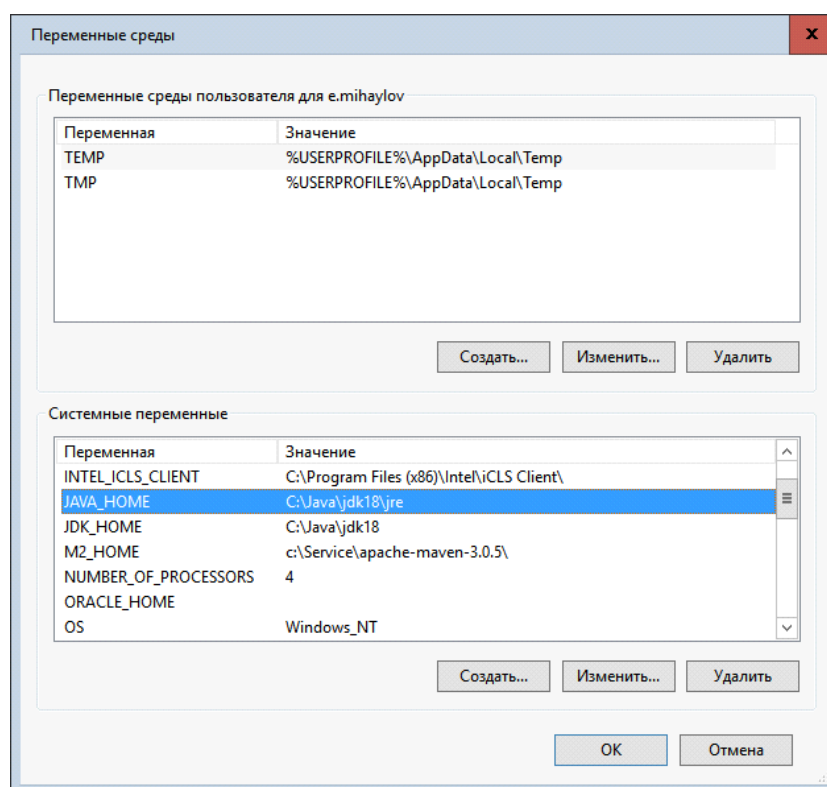 Переменные среды
Переменные среды пользователя для e.mihaylov
Переменная Значение
TEMP %USERPROFILE%\AppData\Local\Temp
TMP %USERPROFILE%\AppData\Local\Temp
Создать... Изменить... Удалить
Системные переменные
Переменная Значение
INTEL_ICLS_CLIENT C:\Program Files (x86)\Intel\iCLS Client\
JAVA_HOME C:\Java\jdk18\jre
JDK_HOME C:\Java\jdk18
M2_HOME c:\Service\apache-maven-3.0.5\
NUMBER_OF_PROCESSORS 4
ORACLE_HOME
OS Windows_NT
Создать... Изменить... Удалить
OK Отмена